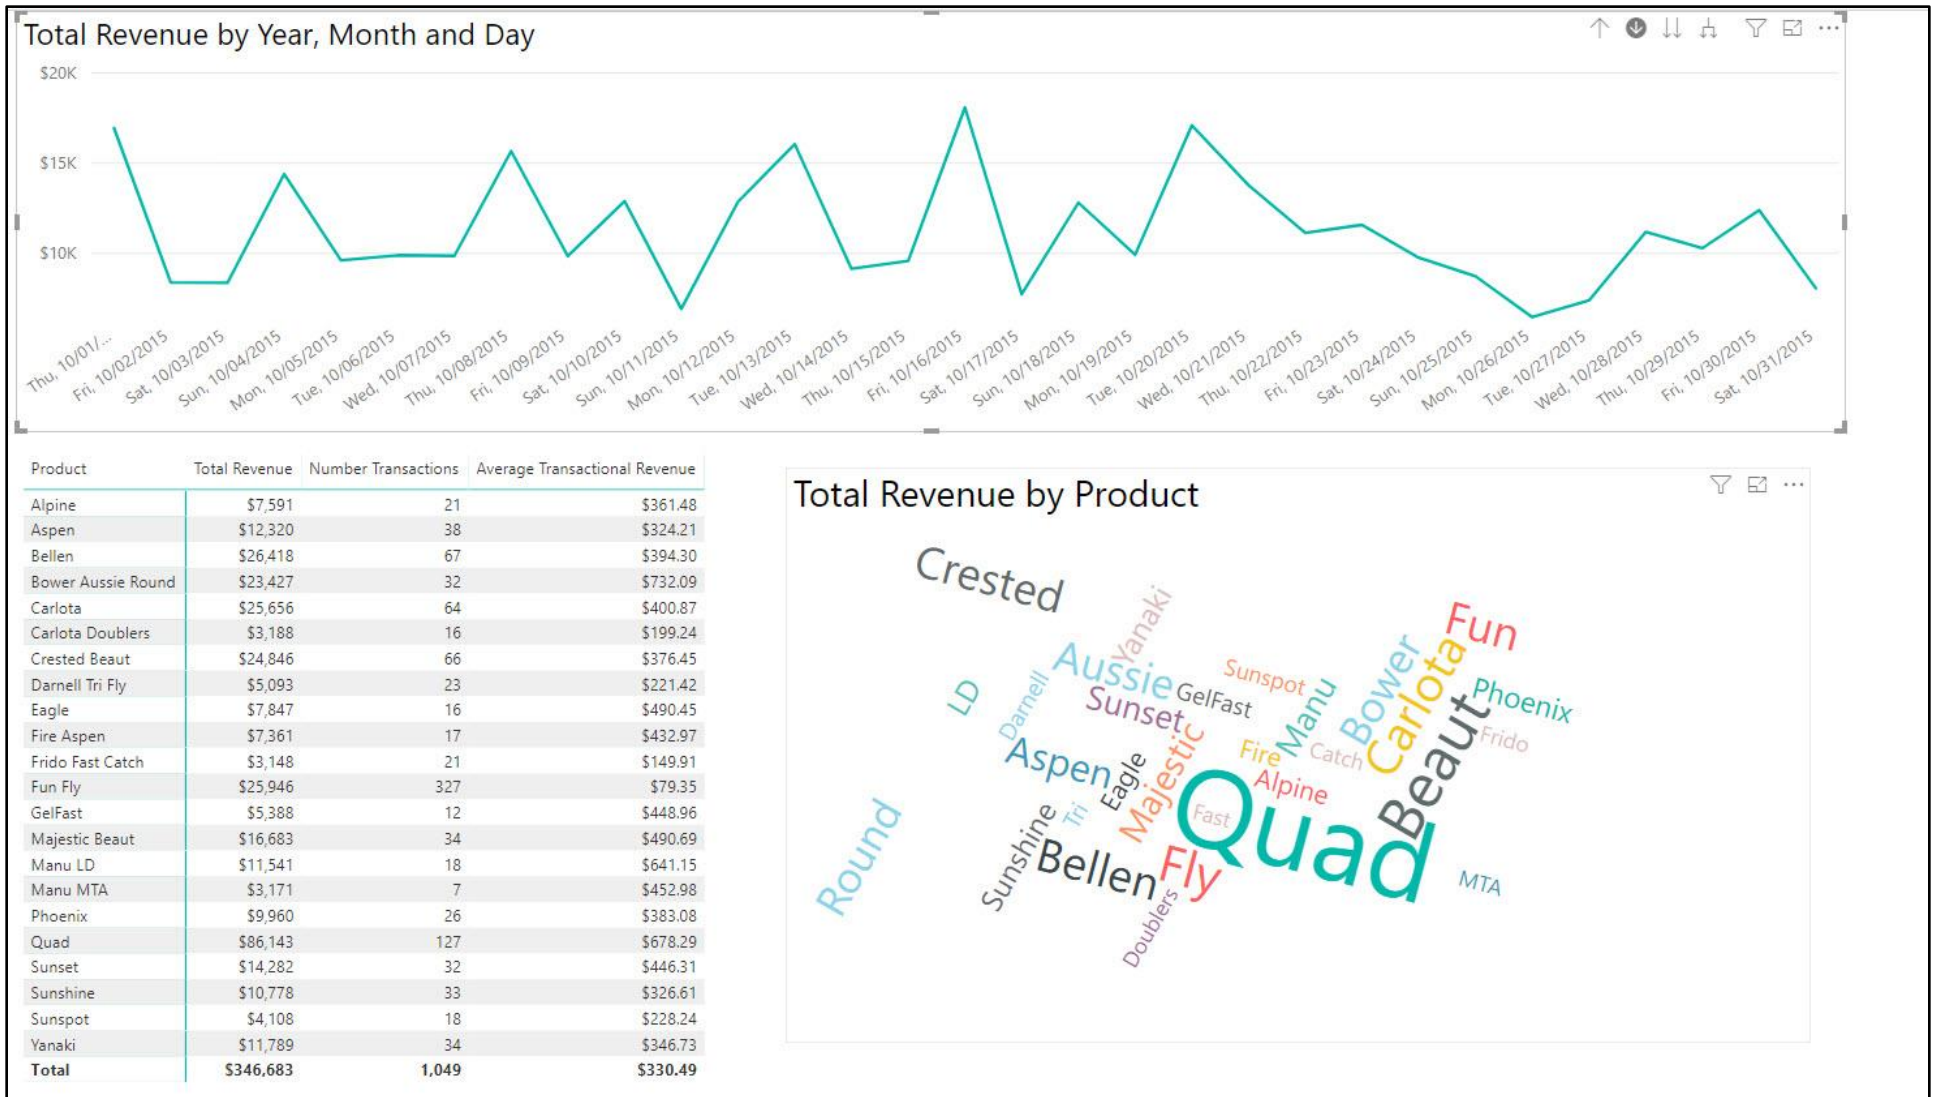 Total Revenue by Year, Month and Day
$20K
$15K
$10K
Thu, 10/01/...
Fri, 10/02/2015
Sat, 10/03/2015
Sun, 10/04/2015
Mon, 10/05/2015
Tue, 10/06/2015
Wed, 10/07/2015
Thu, 10/08/2015
Fri, 10/09/2015
Sat, 10/10/2015
Sun, 10/11/2015
Mon, 10/12/2015
Tue, 10/13/2015
Wed, 10/14/2015
Thu, 10/15/2015
Fri, 10/16/2015
Sat, 10/17/2015
Sun, 10/18/2015
Mon, 10/19/2015
Tue, 10/20/2015
Wed, 10/21/2015
Thu, 10/22/2015
Fri, 10/23/2015
Sat, 10/24/2015
Sun, 10/25/2015
Mon, 10/26/2015
Tue, 10/27/2015
Wed, 10/28/2015
Thu, 10/29/2015
Fri, 10/30/2015
Sat, 10/31/2015
Product Total Revenue Number Transactions Average Transactional Revenue
Alpine $7,591 21 $361.48
Aspen $12,320 38 $324.21
Bellen $26,418 67 $394.30
Bower Aussie Round $23,427 32 $732.09
Carlota $25,656 64 $400.87
Carlota Doublers $3,188 16 $199.24
Crested Beaut $24,846 66 $376.45
Darnell Tri Fly $5,093 23 $221.42
Eagle $7,847 16 $490.45
Fire Aspen $7,361 17 $432.97
Frido Fast Catch $3,148 21 $149.91
Fun Fly $25,946 327 $79.35
GelFast $5,388 12 $448.96
Majestic Beaut $16,683 34 $490.69
Manu LD $11,541 18 $641.15
Manu MTA $3,171 7 $452.98
Phoenix $9,960 26 $383.08
Quad $86,143 127 $678.29
Sunset $14,282 32 $446.31
Sunshine $10,778 33 $326.61
Sunspot $4,108 18 $228.24
Yanaki $11,789 34 $346.73
Total $346,683 1,049 $330.49
Total Revenue by Product
Crested
Yanaki
Fun
Aussie
Sunspot
Bower
Carlota
LD
Darnell
Sunset
GelFast
Manu
Phoenix
Beaut
Frido
Aspen
Eagle
Majestic
Fire
Catch
Alpine
Round
Sunshine
Tri
Fast
Quad
Bellen
Fly
MTA
Doublers